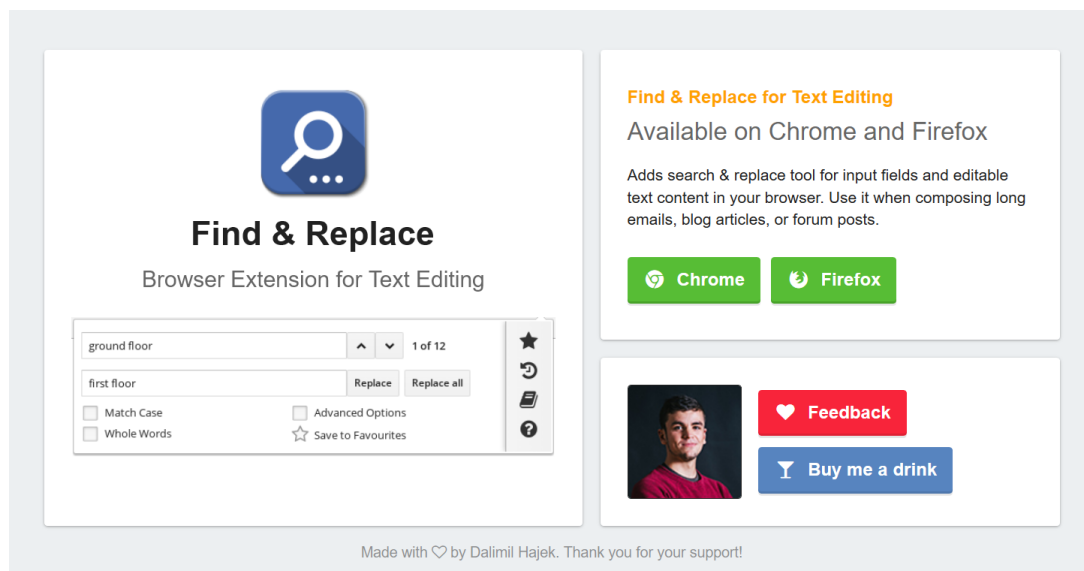 Find & Replace
Browser Extension for Text Editing
ground floor
1 of 12
first floor
Replace
Replace all
Match Case
Advanced Options
Whole Words
Save to Favourites
Find & Replace for Text Editing
Available on Chrome and Firefox
Adds search & replace tool for input fields and editable
text content in your browser. Use it when composing long
emails, blog articles, or forum posts.
Chrome
Firefox
Feedback
Buy me a drink
Made with ♡ by Dalimil Hajek. Thank you for your support!